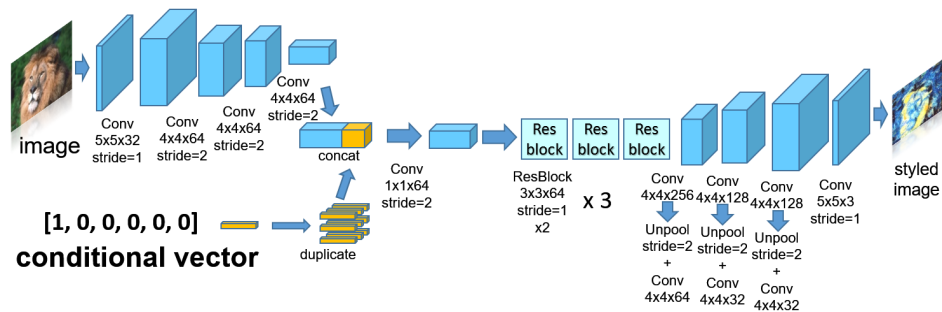 image
Conv
5x5x32
stride=1
Conv
4x4x64
stride=2
Conv
4x4x64
stride=2
Conv
4x4x64
stride=2
concat
[1, 0, 0, 0, 0, 0]
conditional vector
duplicate
Conv
1x1x64
stride=2
Res
block
Res
block
Res
block
ResBlock
3x3x64
stride=1
x2
x 3
Conv
4x4x256
Unpool
stride=2
+
Conv
4x4x64
Conv
4x4x128
Unpool
stride=2
+
Conv
4x4x32
Conv
4x4x128
Unpool
stride=2
+
Conv
4x4x32
Conv
5x5x3
stride=1
styled
image